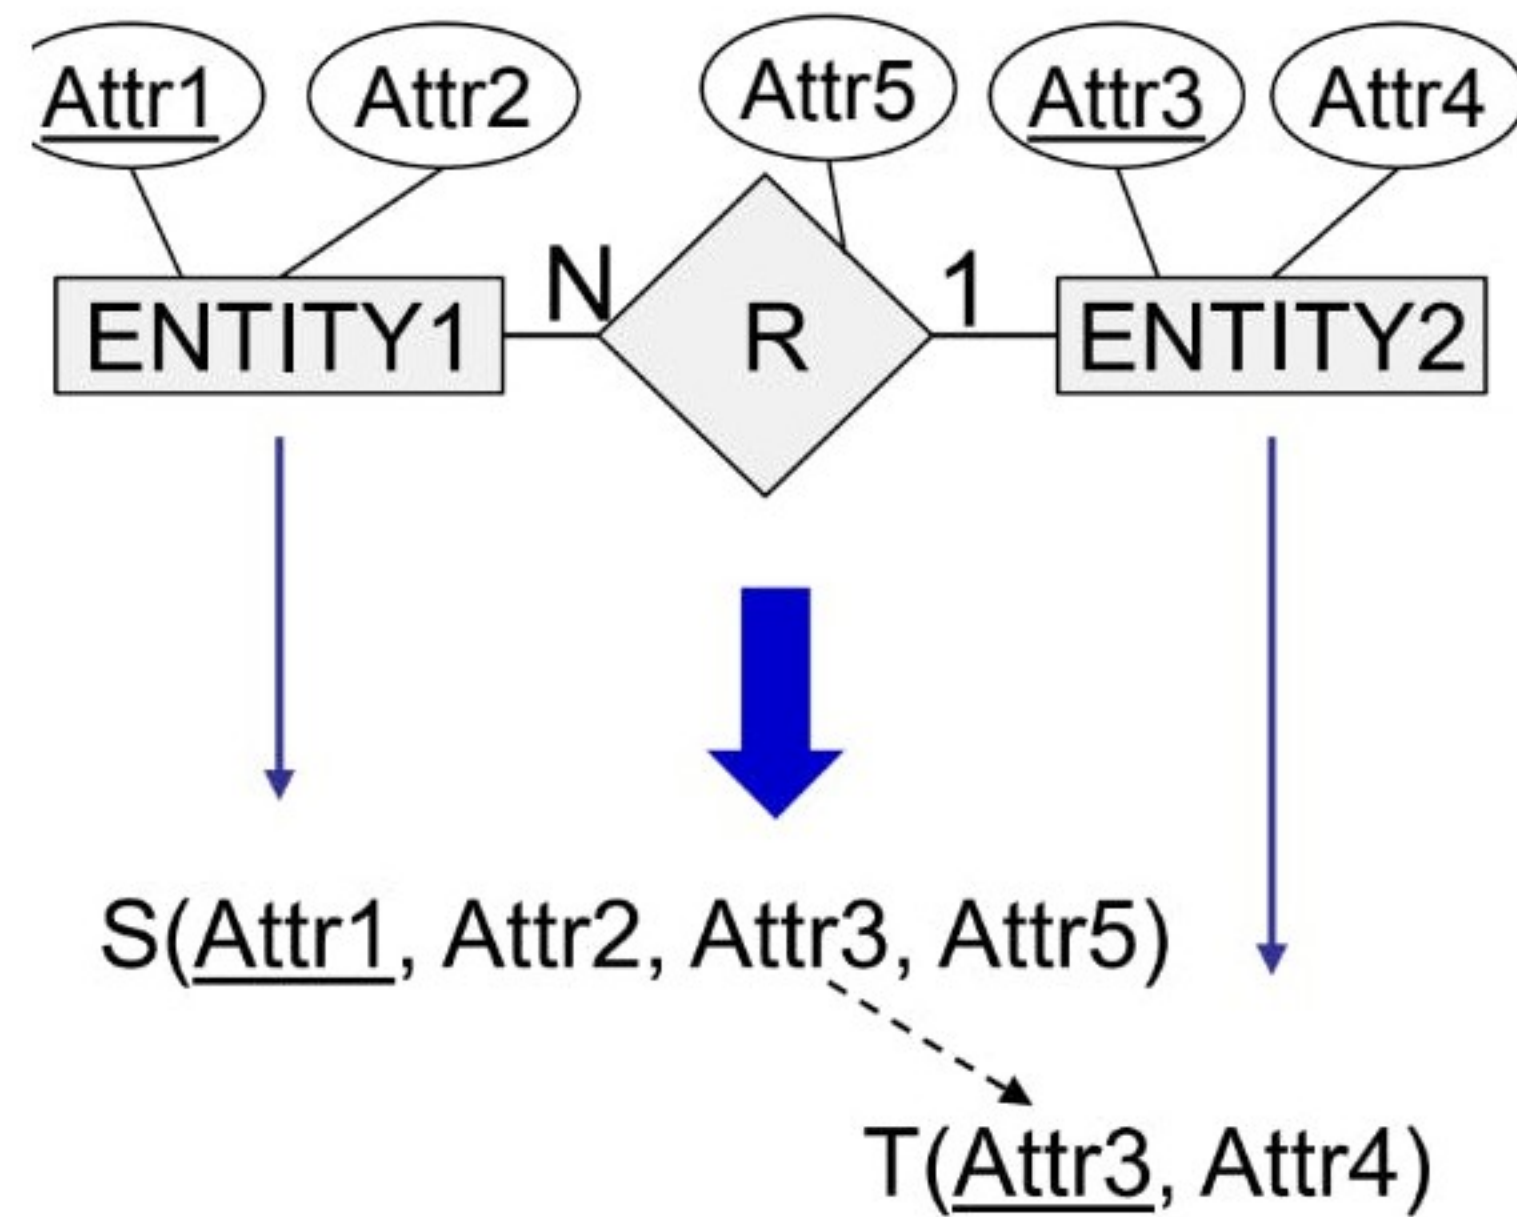 Attr1 Attr2 Attr5 Attr3 Attr4
ENTITY1 N R 1 ENTITY2
S(Attr1, Attr2, Attr3, Attr5)
T(Attr3, Attr4)